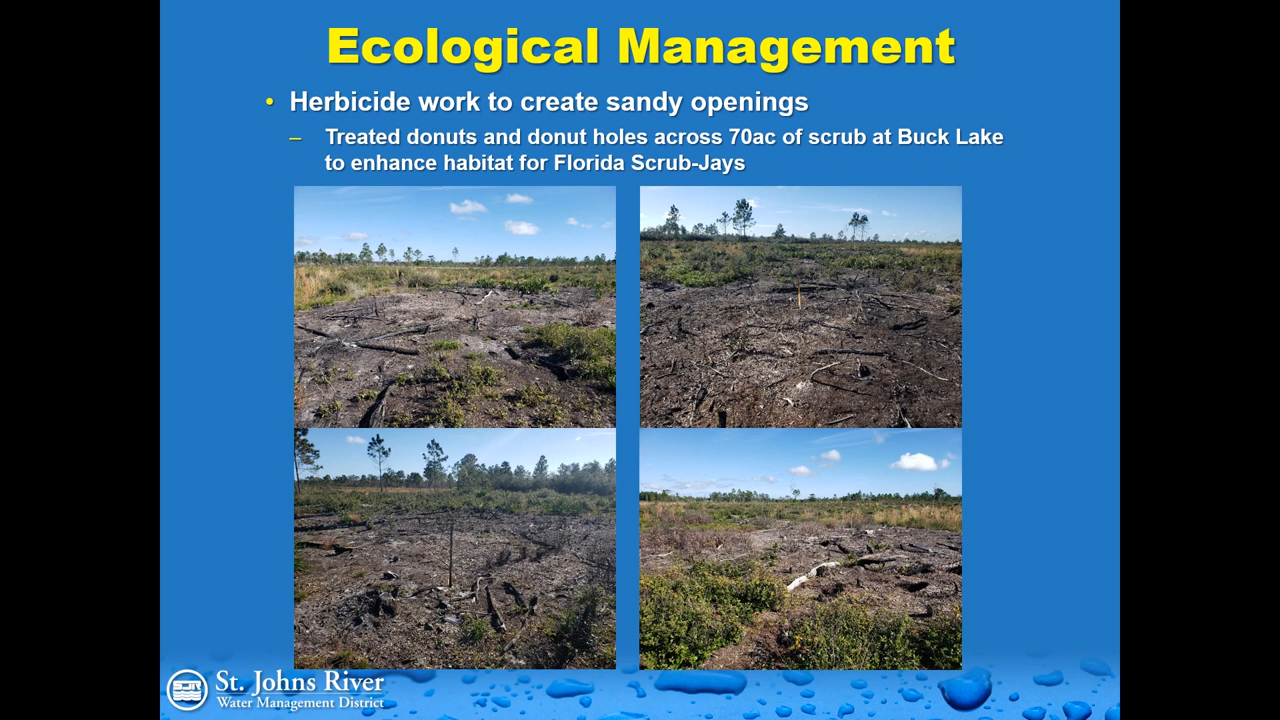 Ecological Management
• Herbicide work to create sandy openings
– Treated donuts and donut holes across 70ac of scrub at Buck Lake
to enhance habitat for Florida Scrub-Jays
SJR
St. Johns River
Water Management District